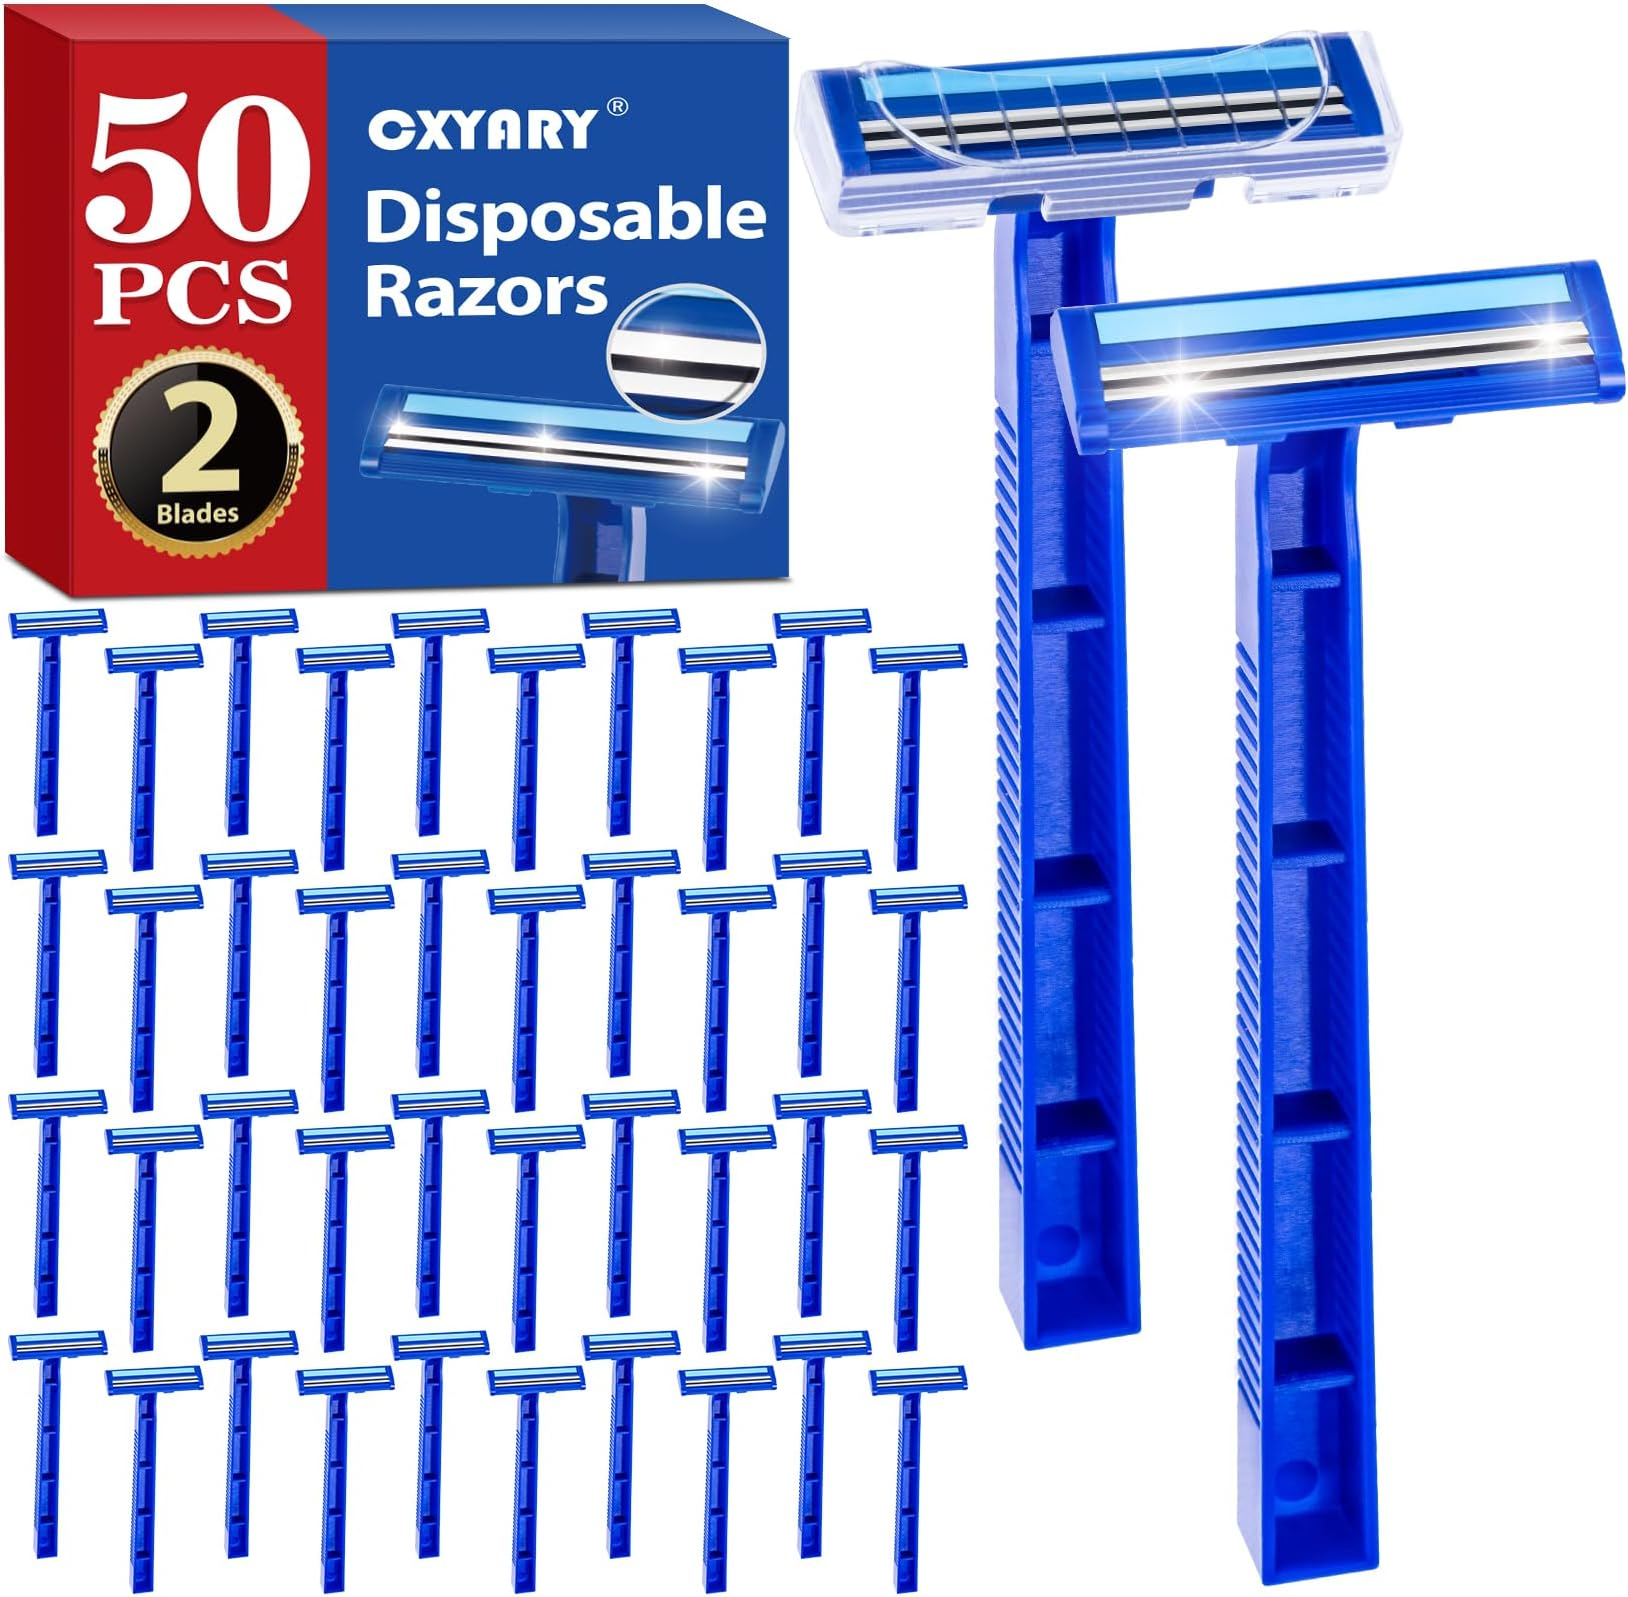 50
PCS
2
Blades
CXYARY®
Disposable
Razors